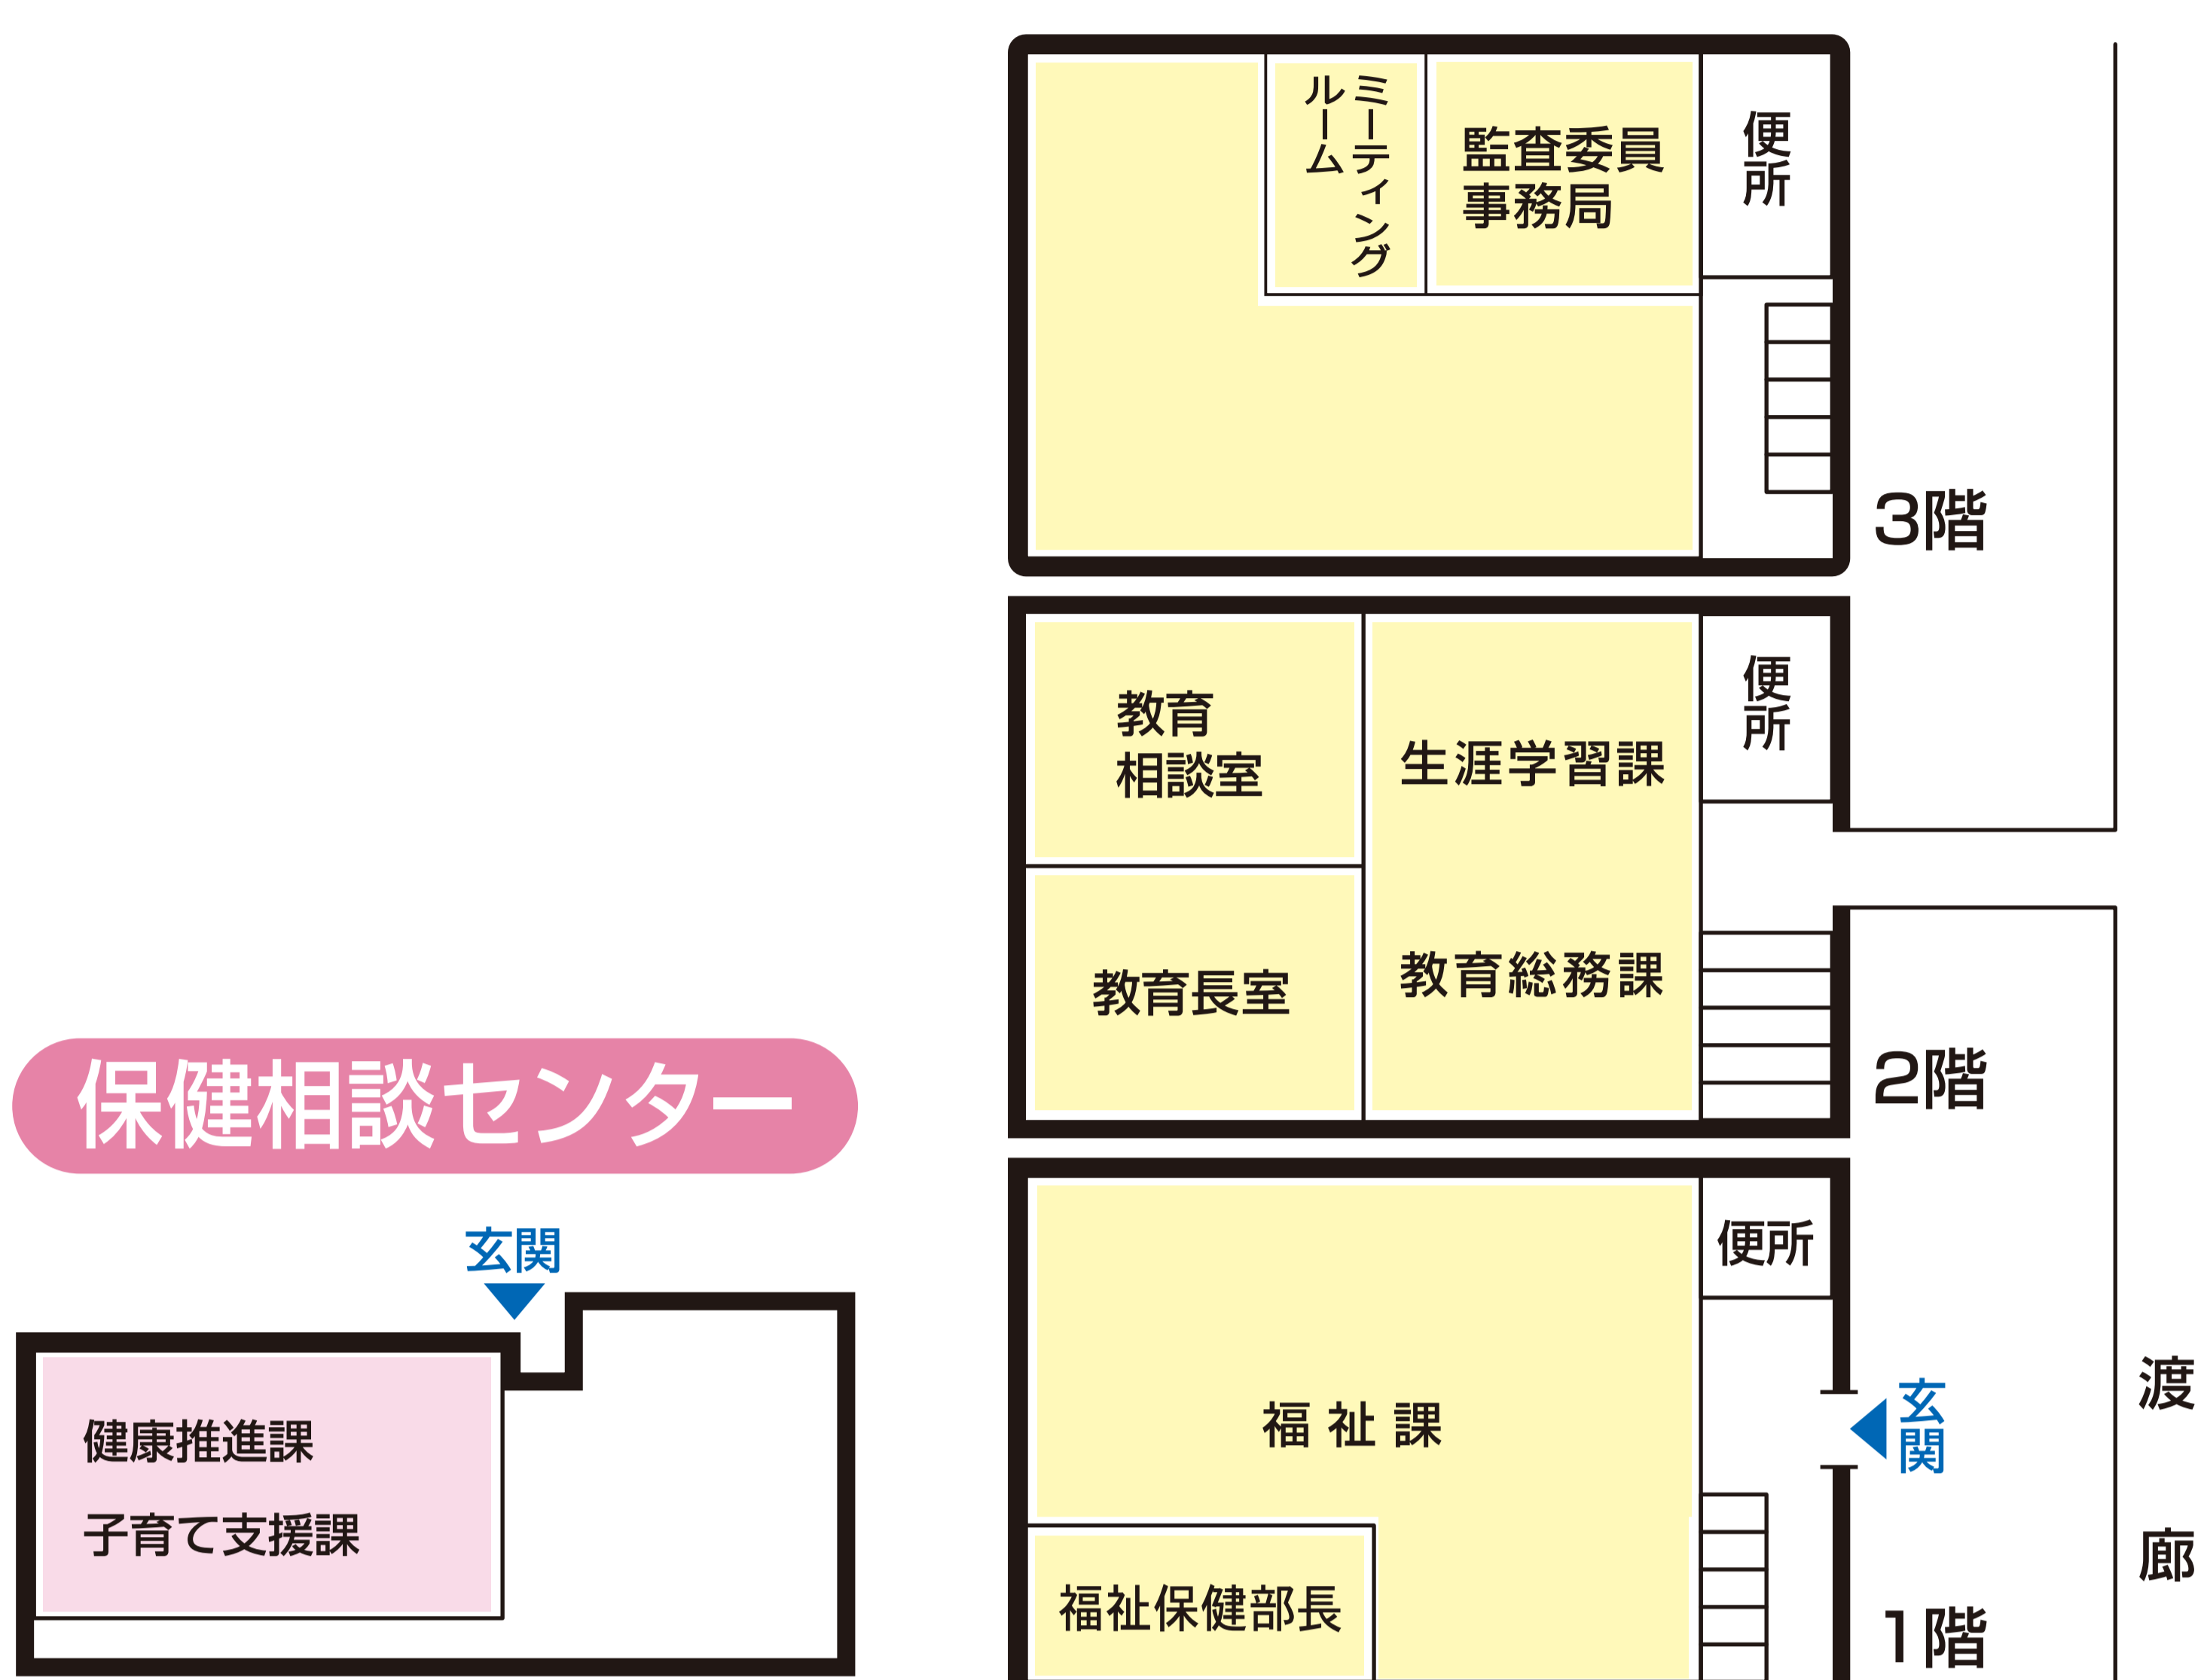 便所
監査委員
事務局
ミーティング
ルーム
3階
便所
教育
相談室
生活学習課
教育長室
教育総務課
2階
保健相談センター
便所
玄関
玄関
渡り廊下
健康推進課
子育て支援課
福祉課
福祉保健部長
1階